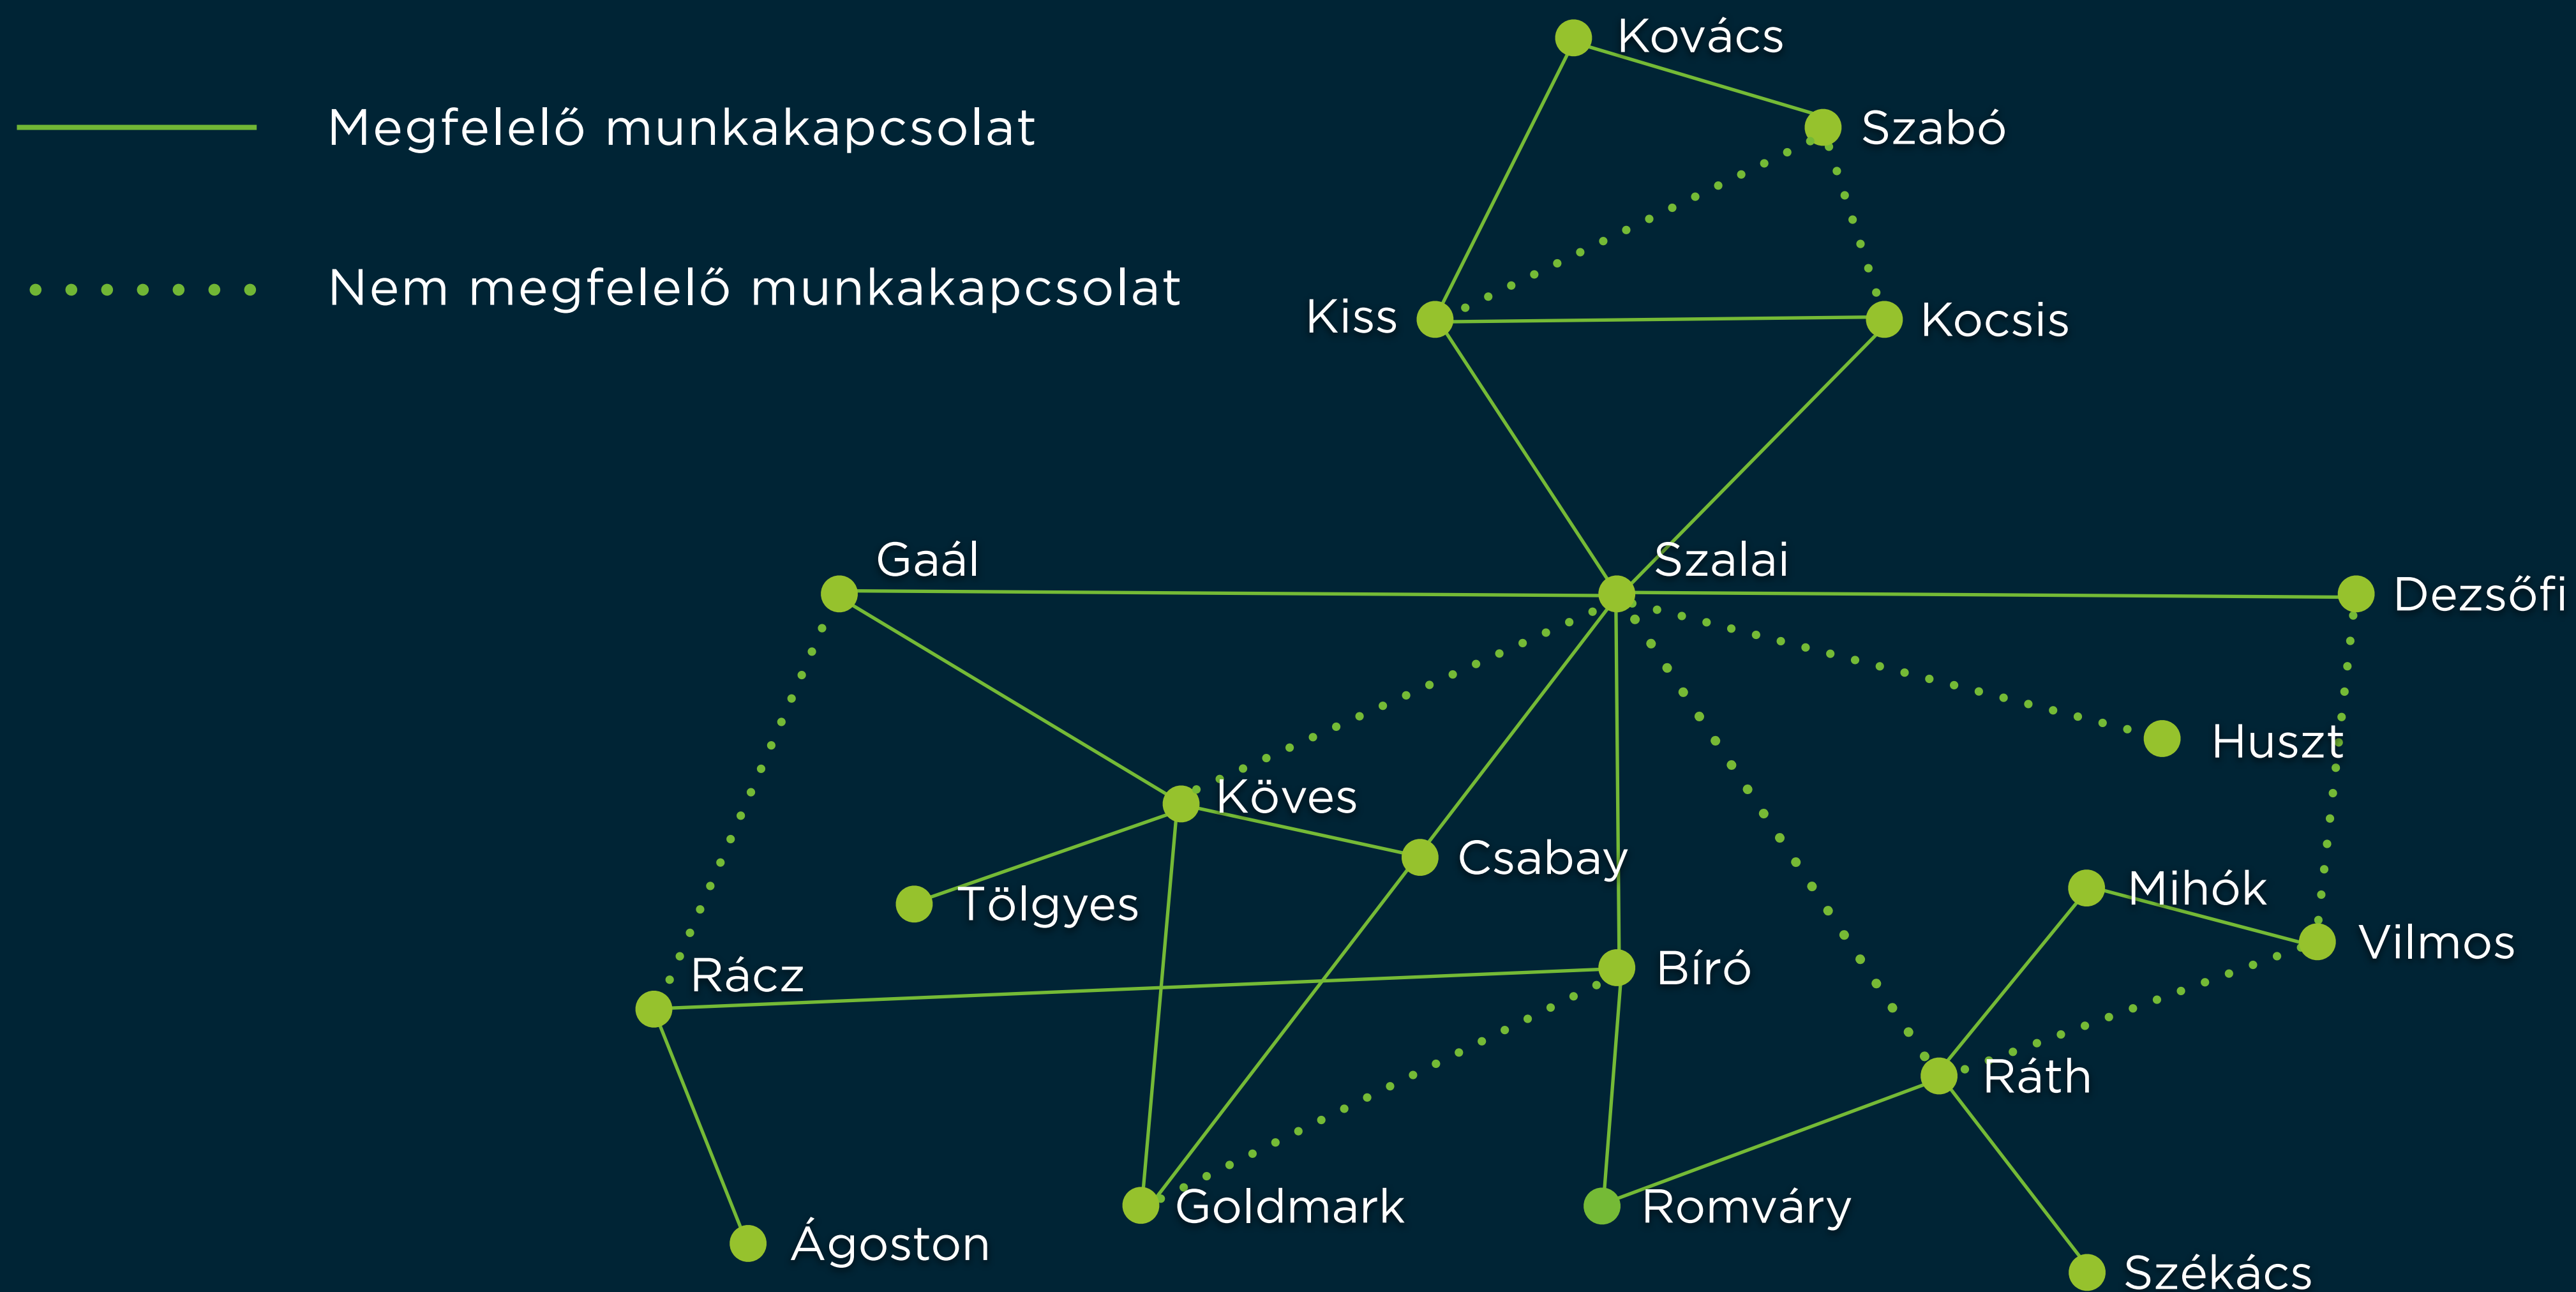 Kovács
Megfelelő munkakapcsolat
Szabó
Nem megfelelő munkakapcsolat
Kiss
Kocsis
Gaál
Szalai
Dezsőfi
Huszt
Köves
Csabay
Mihók
Tölgyes
Vilmos
Rácz
Bíró
Ráth
Goldmark
Romváry
Ágoston
Székács